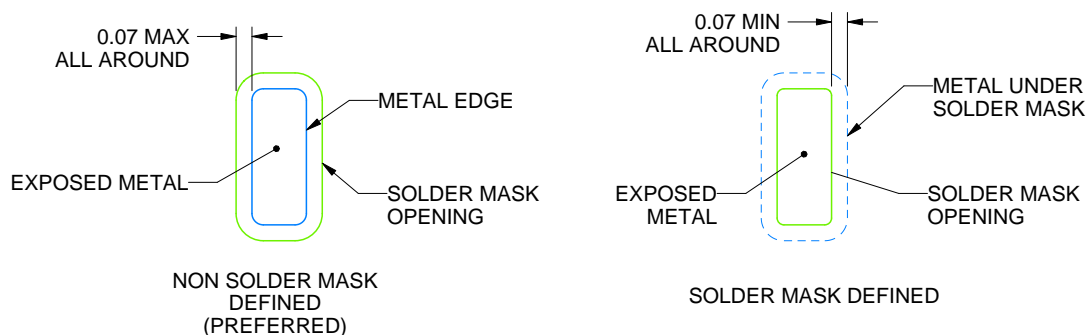 0.07 MAX
ALL AROUND
METAL EDGE
EXPOSED METAL
SOLDER MASK
OPENING
NON SOLDER MASK
DEFINED
(PREFERRED)
0.07 MIN
ALL AROUND
METAL UNDER
SOLDER MASK
EXPOSED
METAL
SOLDER MASK
OPENING
SOLDER MASK DEFINED